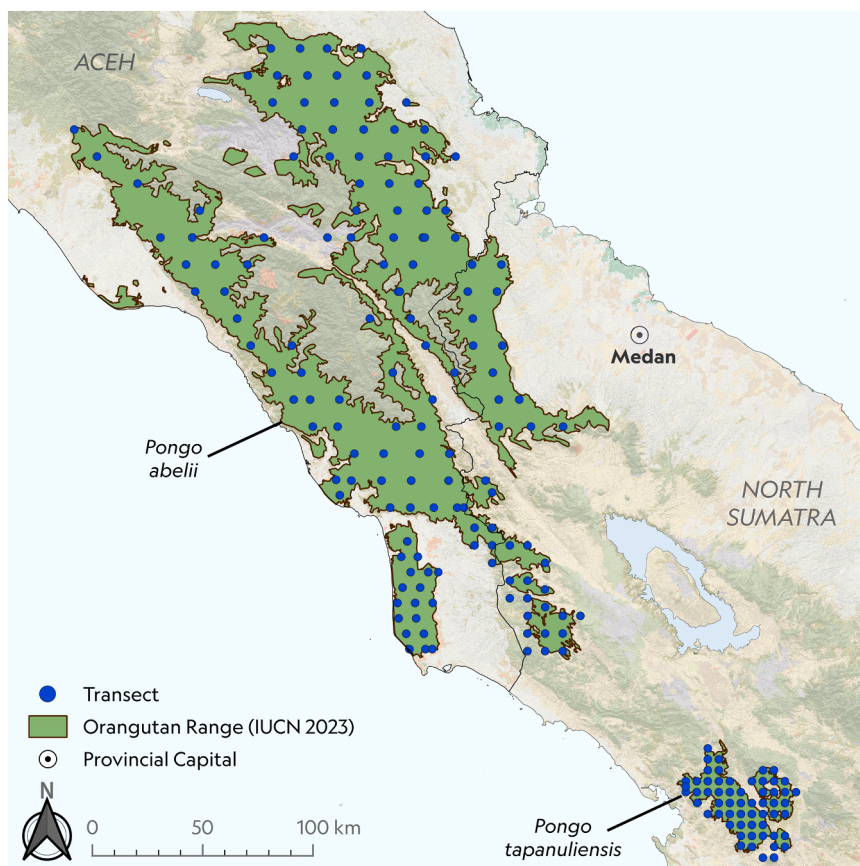 ACEH
Medan
Pongo
abelii
NORTH
SUMATRA
Transect
Orangutan Range (IUCN 2023)
Provincial Capital
N
0 50 100 km
Pongo
tapanuliensis